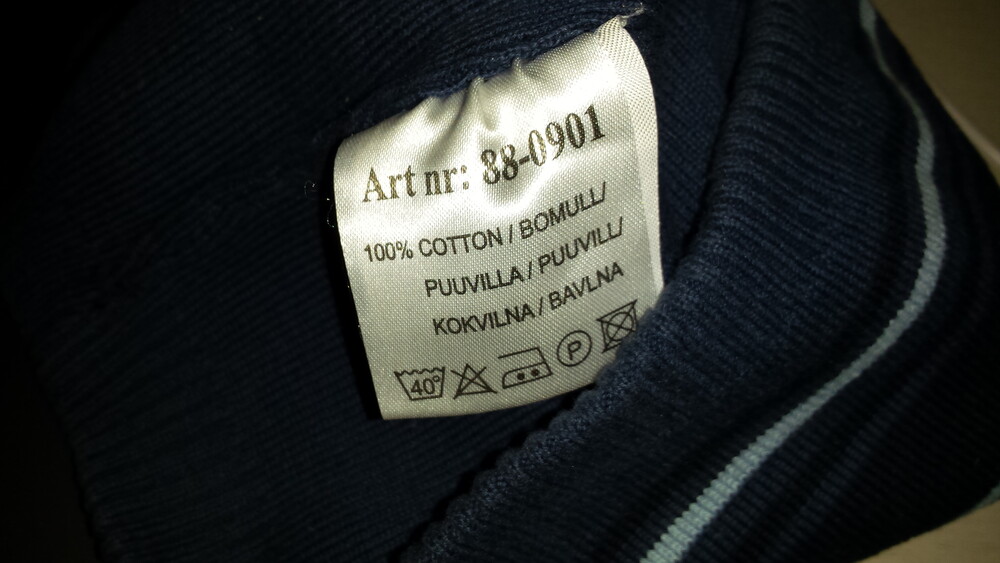 Art nr: 88-0901
100% COTTON / BOMULL/
PUUVILLA / PUUVILL/
KOKVILNA / BAVLNA
40° P